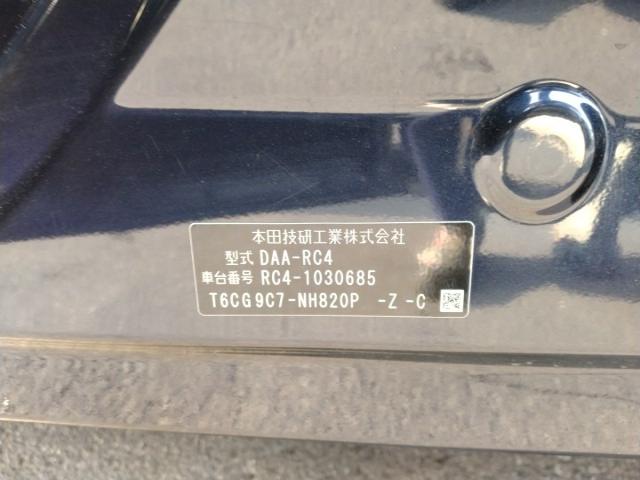 本田技研工業株式会社
型式 DAA-RC4
車台番号 RC4-1030685
T6CG9C7-NH820P -Z -C